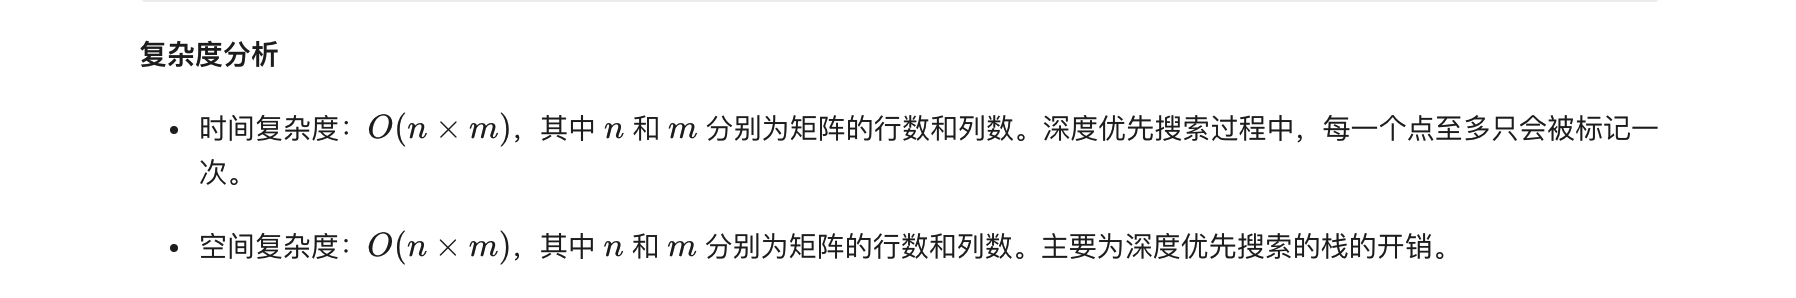 复杂度分析
• 时间复杂度：O(n × m)，其中 n 和 m 分别为矩阵的行数和列数。深度优先搜索过程中，每一个点至多只会被标记一
次。
• 空间复杂度：O(n × m)，其中 n 和 m 分别为矩阵的行数和列数。主要为深度优先搜索的栈的开销。